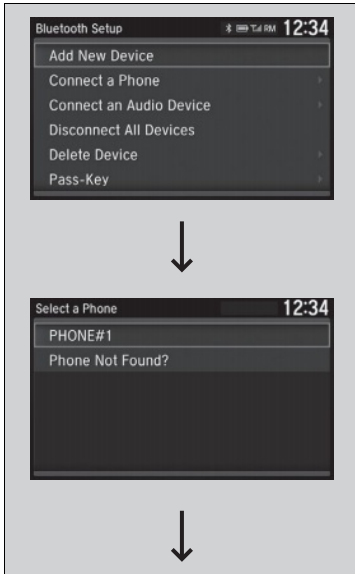 Bluetooth Setup 12:34
Add New Device
Connect a Phone
Connect an Audio Device
Disconnect All Devices
Delete Device
Pass-Key
Select a Phone 12:34
PHONE#1
Phone Not Found?